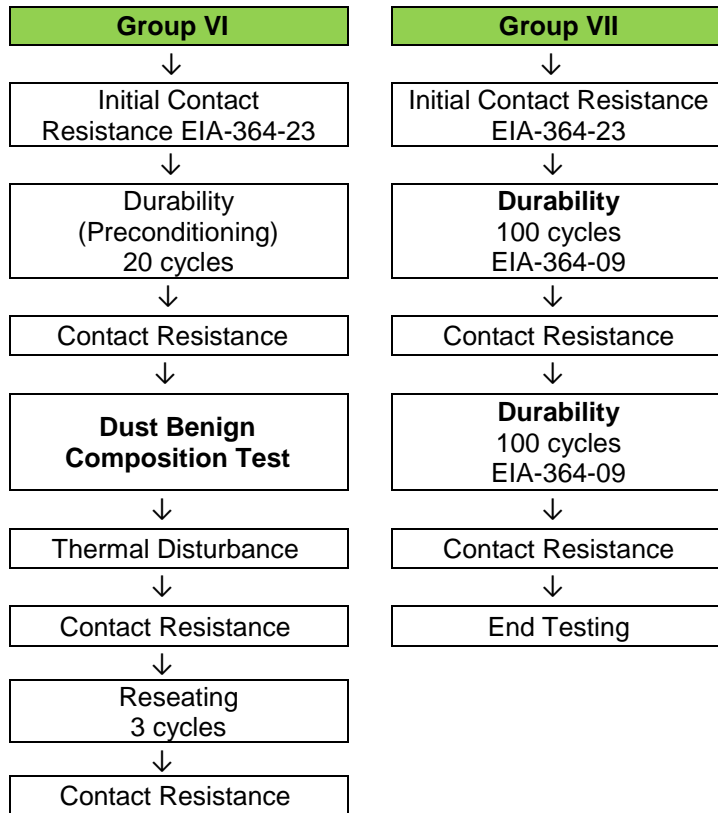 Group VI
Initial Contact
Resistance EIA-364-23
Durability
(Preconditioning)
20 cycles
Contact Resistance
Dust Benign
Composition Test
Thermal Disturbance
Contact Resistance
Reseating
3 cycles
Contact Resistance
Group VII
Initial Contact Resistance
EIA-364-23
Durability
100 cycles
EIA-364-09
Contact Resistance
Durability
100 cycles
EIA-364-09
Contact Resistance
End Testing